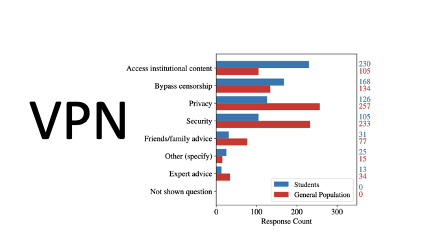 VPN
Access institutional content 230
105
Bypass censorship 168
134
Privacy 126
257
Security 105
233
Friends/family advice 31
77
Other (specify) 25
15
Expert advice 13
34
Not shown question 0
0
Students
General Population
0 100 200 300
Response Count